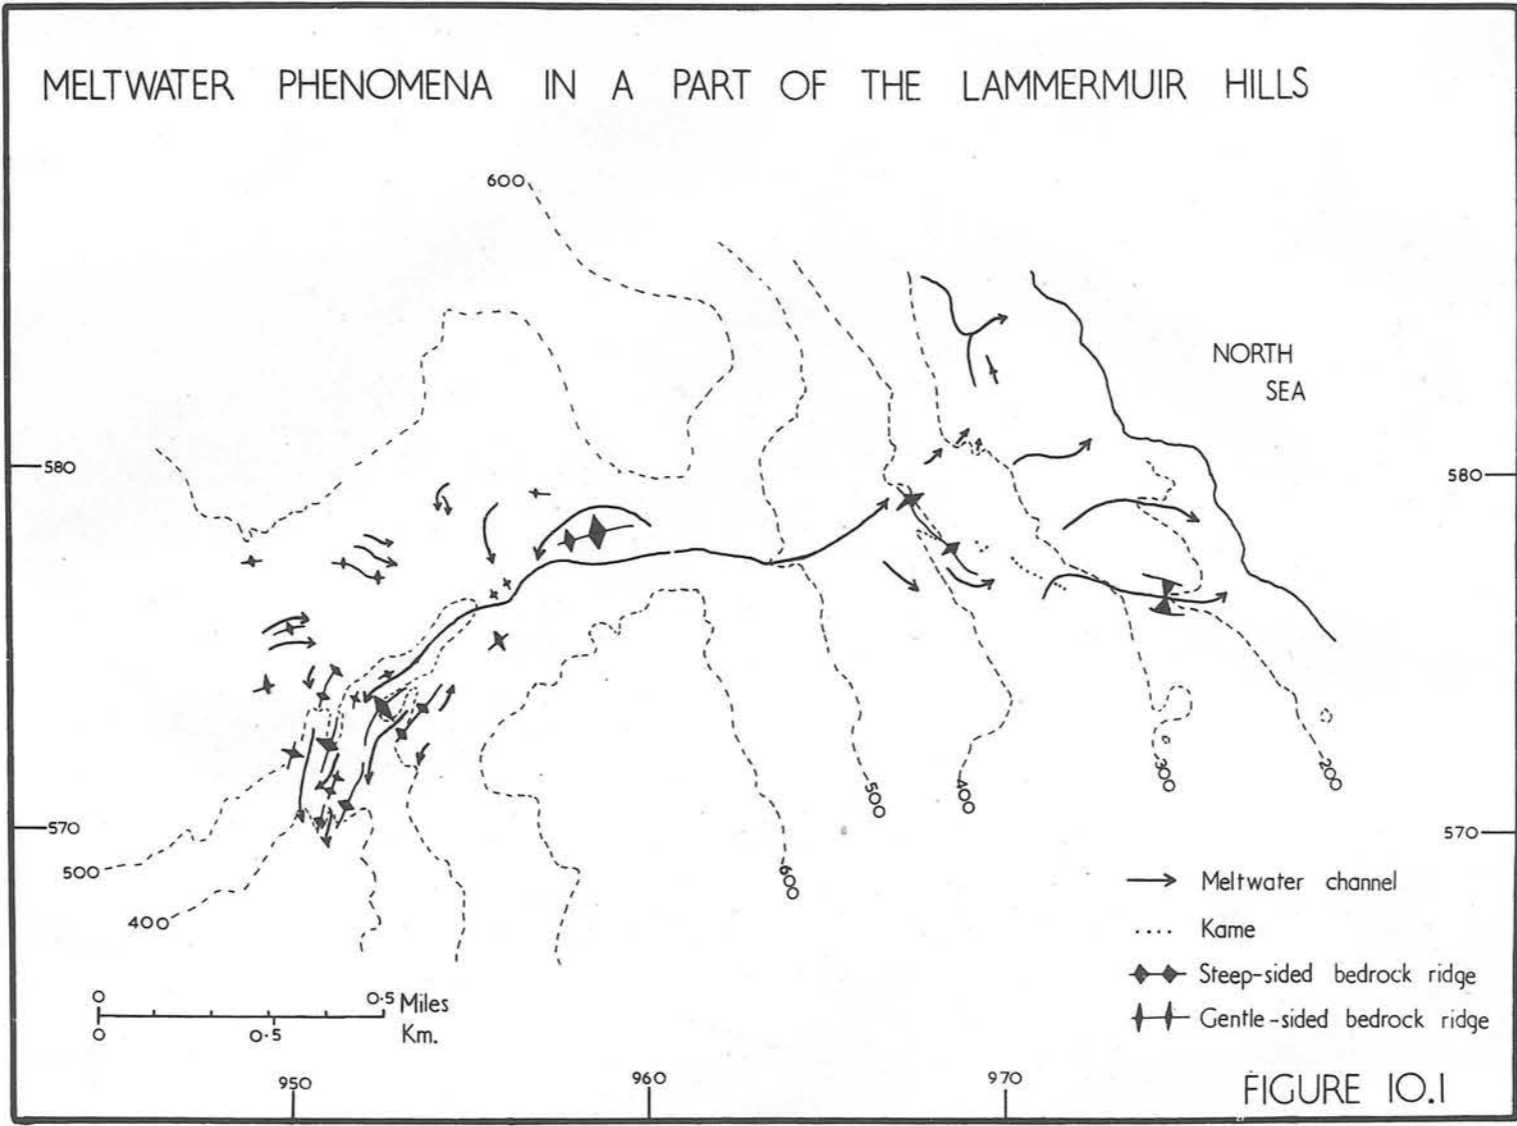 MELTWATER PHENOMENA IN A PART OF THE LAMMERMUIR HILLS
600
NORTH
SEA
580
580
500
400
300
200
570
570
500
600
400
Meltwater channel
Kame
Steep-sided bedrock ridge
Gentle-sided bedrock ridge
0 0·5 Miles
0 0·5 Km.
950
960
970
FIGURE 10.1